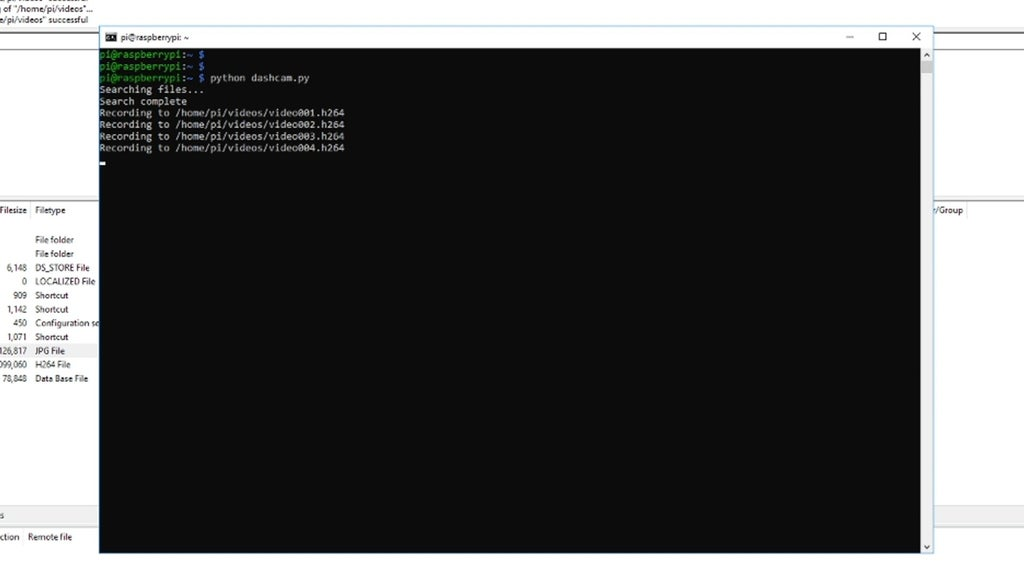 g of "/home/pi/videos"...
e/pi/videos" successful
pi@raspberrypi: ~
pi@raspberrypi:~ $
pi@raspberrypi:~ $
pi@raspberrypi:~ $ python dashcam.py
Searching files...
Search complete
Recording to /home/pi/videos/video001.h264
Recording to /home/pi/videos/video002.h264
Recording to /home/pi/videos/video003.h264
Recording to /home/pi/videos/video004.h264
Filesize Filetype
r/Group
File folder
File folder
6,148 DS_STORE File
0 LOCALIZED File
909 Shortcut
1,142 Shortcut
450 Configuration se
1,071 Shortcut
126,817 JPG File
099,060 H264 File
78,848 Data Base File
s
ction Remote file